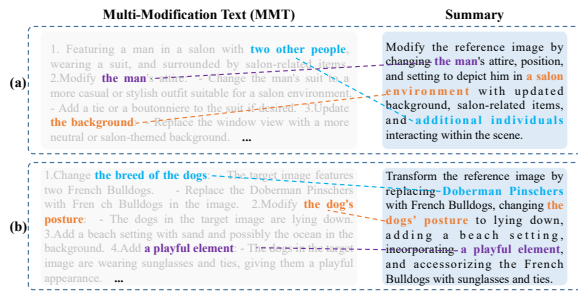 Multi-Modification Text (MMT)
Summary
(a)
1. Featuring a man in a salon with two other people,
wearing a suit, and surrounded by salon-related items.
2.Modify the man's attire: - Change the man's suit to a
more casual or stylish outfit suitable for a salon environment.
- Add a tie or a boutonniere to the suit if desired. 3.Update
the background: - Replace the window view with a more
neutral or salon-themed background. ...
Modify the reference image by
changing the man's attire, position,
and setting to depict him in a salon
environment with updated
background, salon-related items,
and additional individuals
interacting within the scene.
(b)
1.Change the breed of the dogs: - The target image features
two French Bulldogs. - Replace the Doberman Pinschers
with Fren ch Bulldogs in the image. 2.Modify the dog's
posture: - The dogs in the target image are lying down.
3.Add a beach setting with sand and possibly the ocean in the
background. 4.Add a playful element: - The dogs in the target
image are wearing sunglasses and ties, giving them a playful
appearance. ...
Transform the reference image by
replacing Doberman Pinschers
with French Bulldogs, changing the
dogs' posture to lying down,
adding a beach setting,
incorporating a playful element,
and accessorizing the French
Bulldogs with sunglasses and ties.